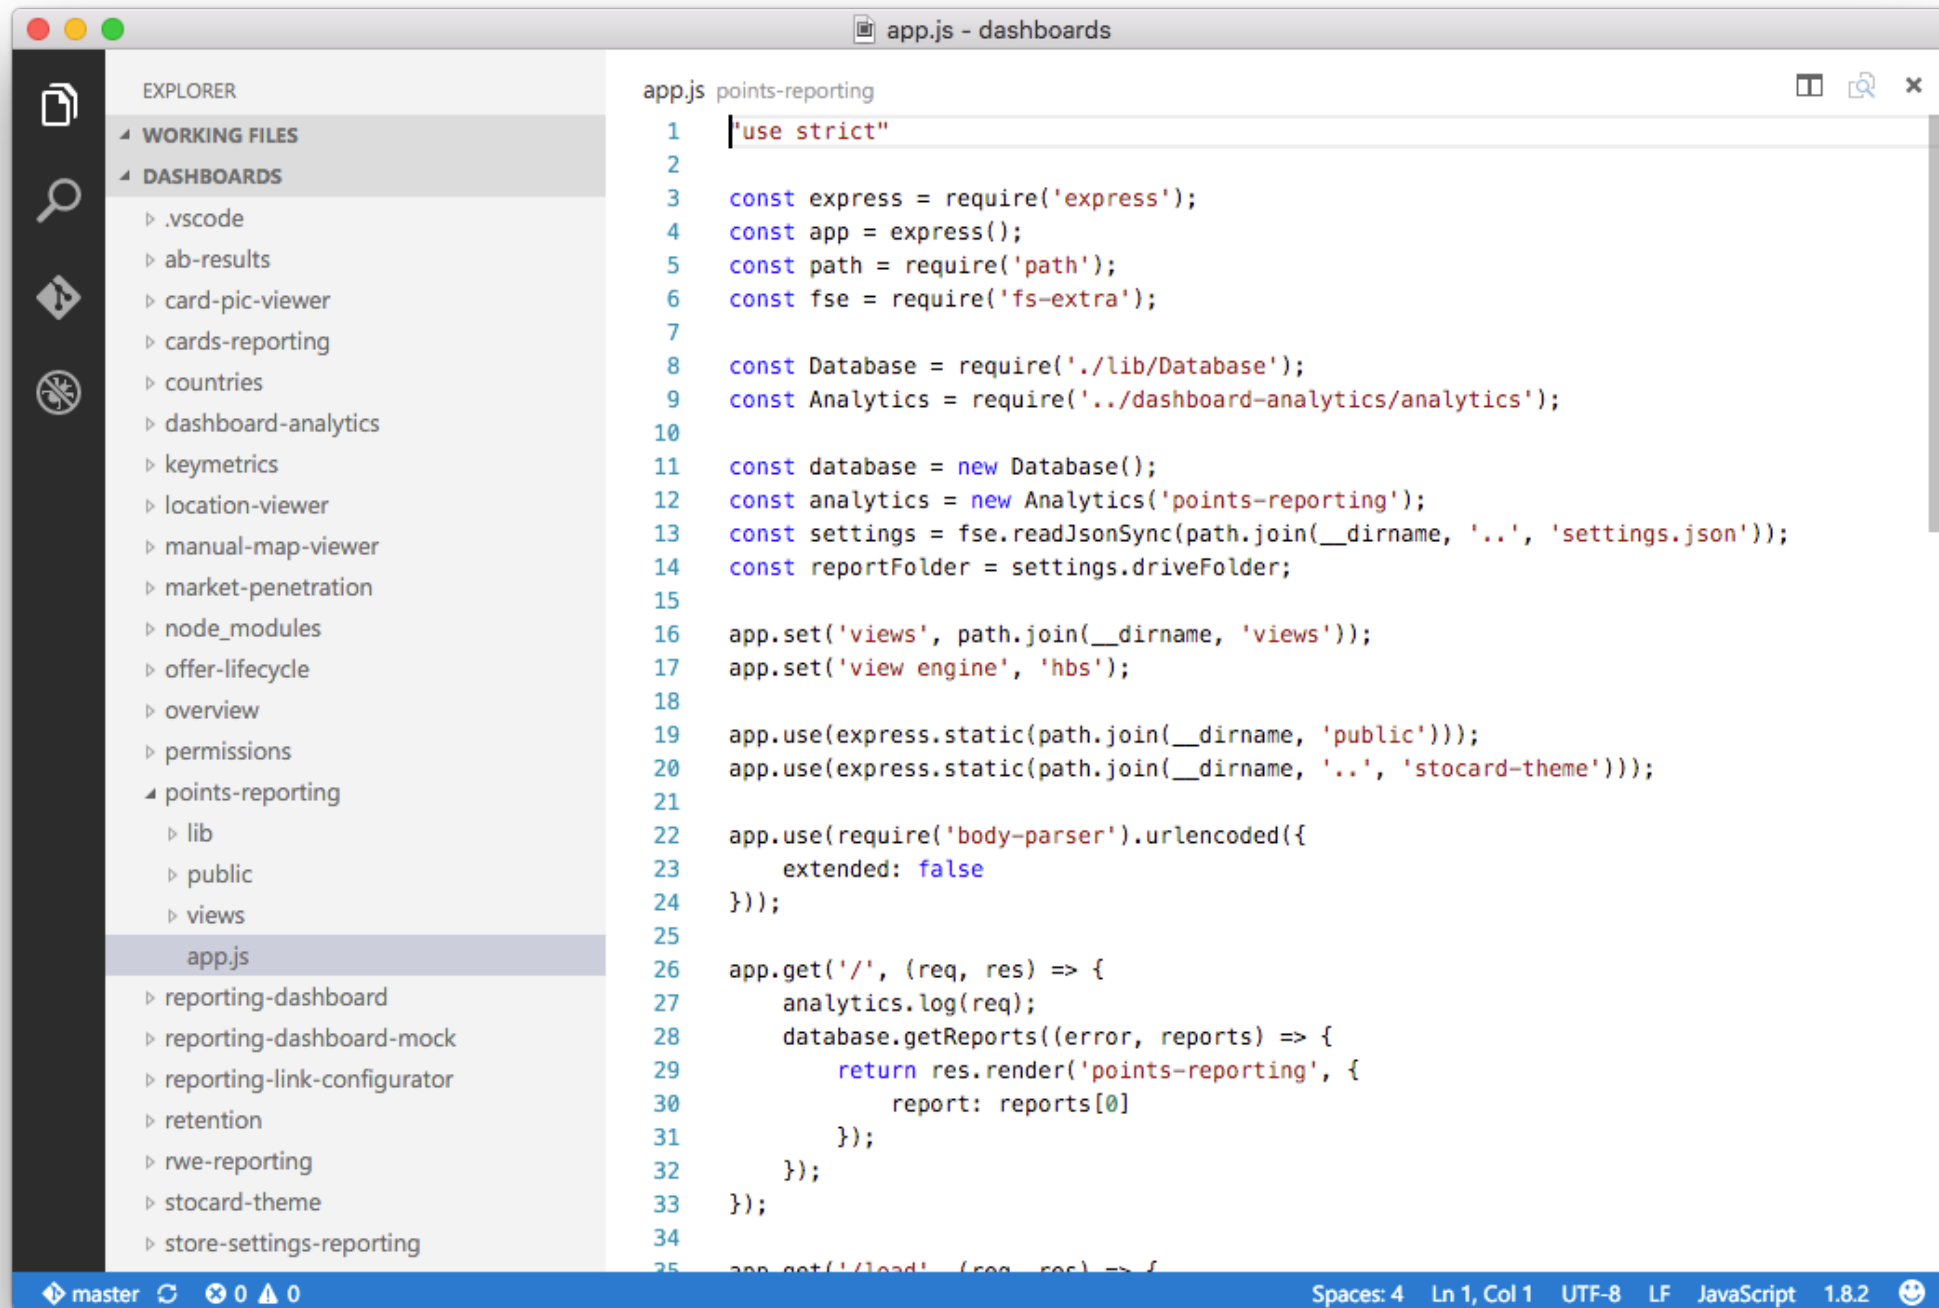 app.js - dashboards
EXPLORER
WORKING FILES
DASHBOARDS
.vscode
ab-results
card-pic-viewer
cards-reporting
countries
dashboard-analytics
keymetrics
location-viewer
manual-map-viewer
market-penetration
node_modules
offer-lifecycle
overview
permissions
points-reporting
lib
public
views
app.js
reporting-dashboard
reporting-dashboard-mock
reporting-link-configurator
retention
rwe-reporting
stocard-theme
store-settings-reporting
app.js points-reporting
1 "use strict"
2
3 const express = require('express');
4 const app = express();
5 const path = require('path');
6 const fse = require('fs-extra');
7
8 const Database = require('./lib/Database');
9 const Analytics = require('../dashboard-analytics/analytics');
10
11 const database = new Database();
12 const analytics = new Analytics('points-reporting');
13 const settings = fse.readJsonSync(path.join(__dirname, '..', 'settings.json'));
14 const reportFolder = settings.driveFolder;
15
16 app.set('views', path.join(__dirname, 'views'));
17 app.set('view engine', 'hbs');
18
19 app.use(express.static(path.join(__dirname, 'public')));
20 app.use(express.static(path.join(__dirname, '..', 'stocard-theme')));
21
22 app.use(require('body-parser').urlencoded({
23     extended: false
24 }));
25
26 app.get('/', (req, res) => {
27     analytics.log(req);
28     database.getReports((error, reports) => {
29         return res.render('points-reporting', {
30             report: reports[0]
31         });
32     });
33 });
34
35 app.get('/load', (req, res) => {
master 0 0 Spaces: 4 Ln 1, Col 1 UTF-8 LF JavaScript 1.8.2